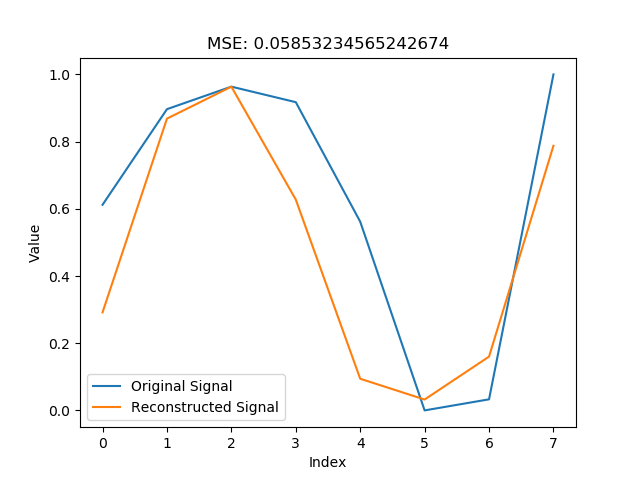 MSE: 0.05853234565242674
1.0
0.8
0.6
0.4
0.2
0.0
Value
Original Signal
Reconstructed Signal
0 1 2 3 4 5 6 7
Index